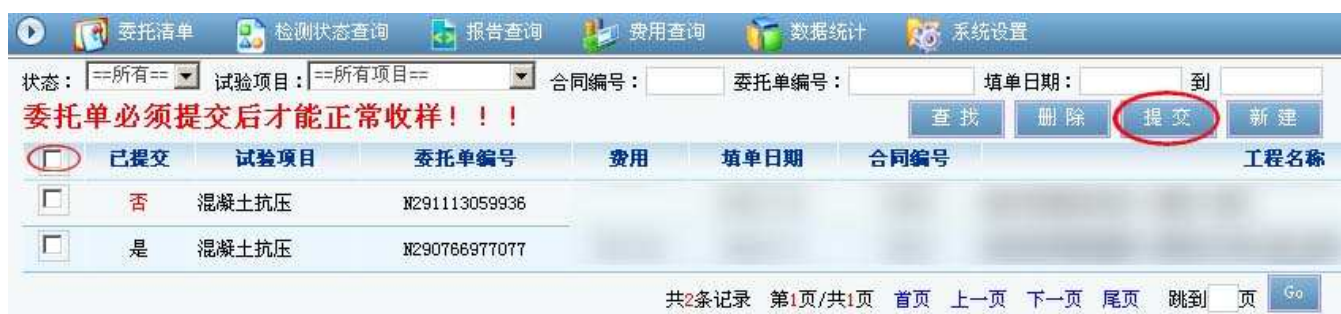 委托清单 检测状态查询 报告查询 费用查询 数据统计 系统设置
状态： ==所有== 试验项目： ==所有项目== 合同编号： 委托单编号： 填单日期： 到
委托单必须提交后才能正常收样！！！ 查找 删除 提交 新建
已提交 试验项目 委托单编号 费用 填单日期 合同编号 工程名称
否 混凝土抗压 N291113059936
是 混凝土抗压 N290766977077
共2条记录 第1页/共1页 首页 上一页 下一页 尾页 跳到 页 Go